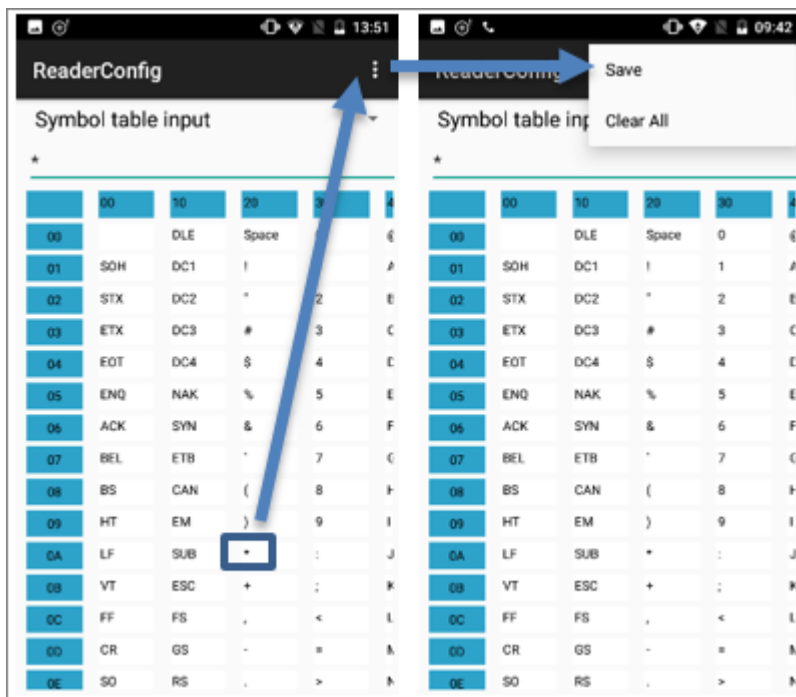 13:51
ReaderConfig
Symbol table input
*
00 10 20
00 DLE Space
01 SOH DC1 !
02 STX DC2 " 2
03 ETX DC3 # 3
04 EOT DC4 $ 4
05 ENQ NAK % 5
06 ACK SYN & 6
07 BEL ETB ' 7
08 BS CAN ( 8
09 HT EM ) 9
0A LF SUB * :
0B VT ESC + ;
0C FF FS , <
0D CR GS - =
0E SO RS . >
09:42
Save
Clear All
ReaderConfig
Symbol table inp
*
00 10 20 30
00 DLE Space 0
01 SOH DC1 ! 1
02 STX DC2 " 2
03 ETX DC3 # 3
04 EOT DC4 $ 4
05 ENQ NAK % 5
06 ACK SYN & 6
07 BEL ETB ' 7
08 BS CAN ( 8
09 HT EM ) 9
0A LF SUB * :
0B VT ESC + ;
0C FF FS , <
0D CR GS - =
0E SO RS . >